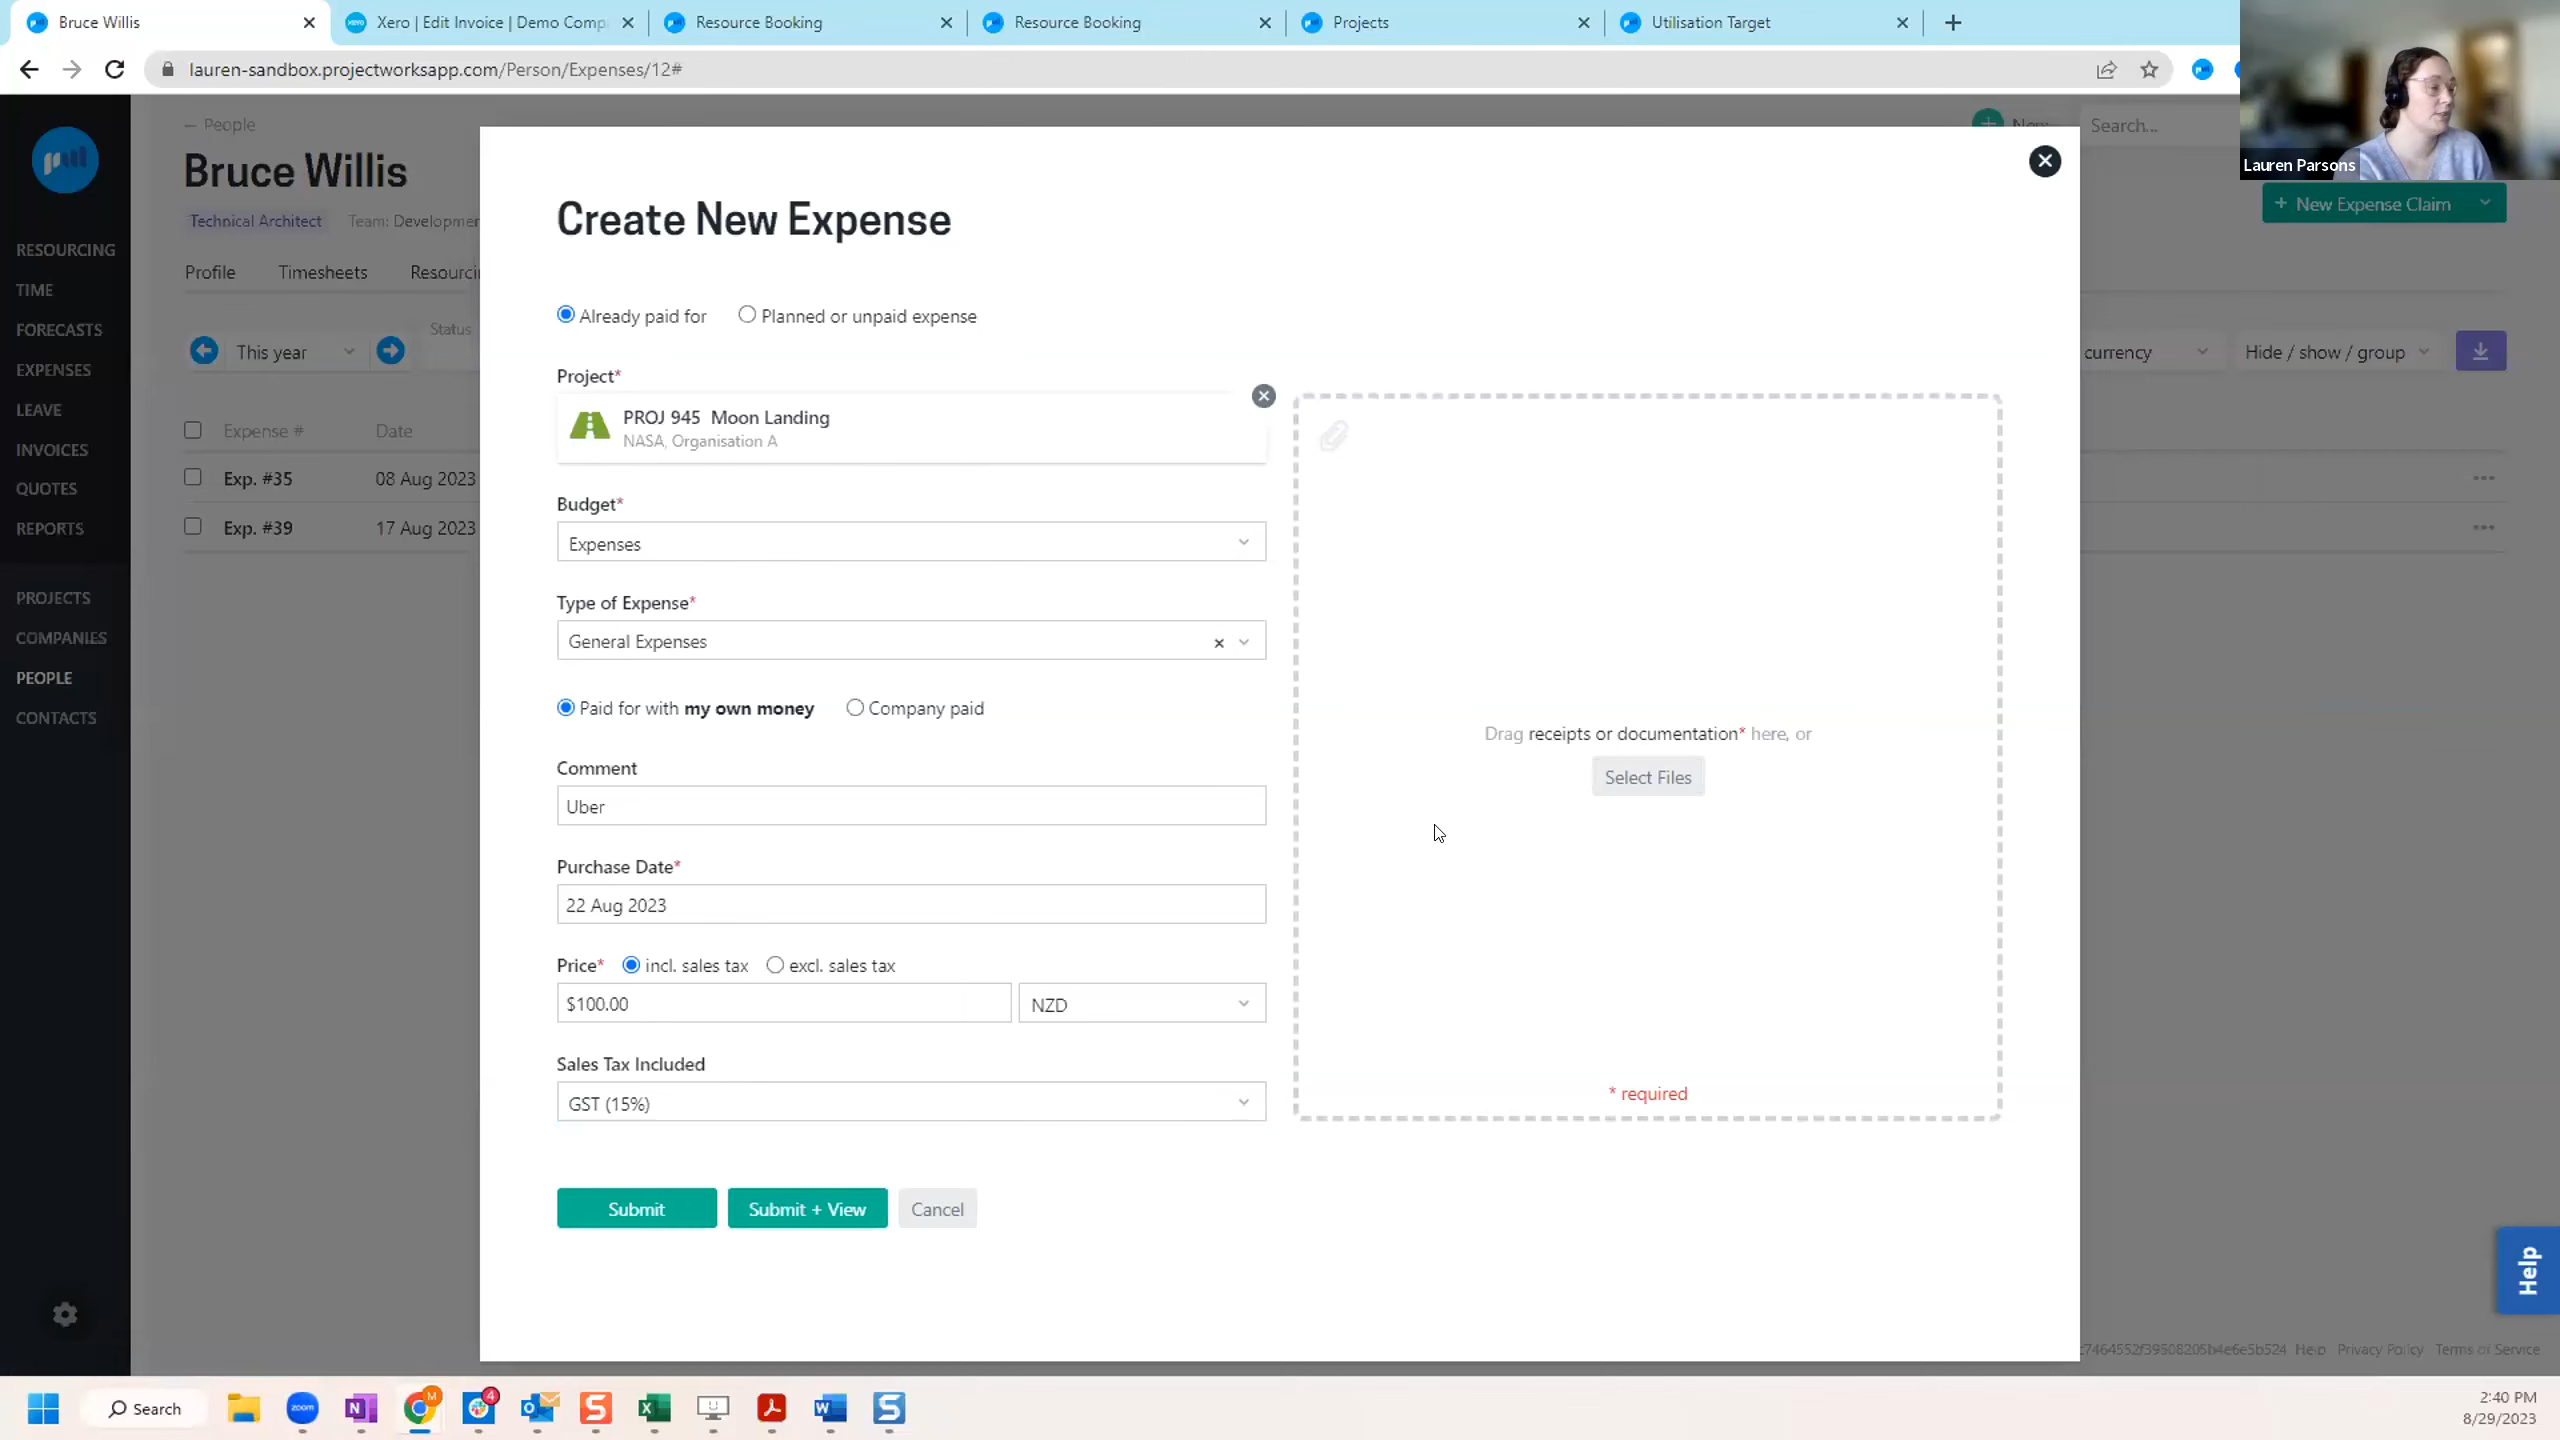 Bruce Willis
Xero | Edit Invoice | Demo Comp
Resource Booking
Resource Booking
Projects
Utilisation Target
lauren-sandbox.projectworksapp.com/Person/Expenses/12#
Lauren Parsons
← People
New
Search...
Bruce Willis
+ New Expense Claim
Technical Architect
Team: Developmen
Profile
Timesheets
Resourci
RESOURCING
TIME
FORECASTS
EXPENSES
LEAVE
INVOICES
QUOTES
REPORTS
PROJECTS
COMPANIES
PEOPLE
CONTACTS
This year
Status
currency
Hide / show / group
Expense #
Date
Exp. #35
08 Aug 2023
Exp. #39
17 Aug 2023
Create New Expense
Already paid for
Planned or unpaid expense
Project*
PROJ 945 Moon Landing
NASA, Organisation A
Budget*
Expenses
Type of Expense*
General Expenses
Paid for with my own money
Company paid
Comment
Uber
Purchase Date*
22 Aug 2023
Price*
incl. sales tax
excl. sales tax
$100.00
NZD
Sales Tax Included
GST (15%)
Drag receipts or documentation* here, or
Select Files
* required
Submit
Submit + View
Cancel
Help
Help
Privacy Policy
Terms of Service
Search
zoom
M
4
2:40 PM
8/29/2023